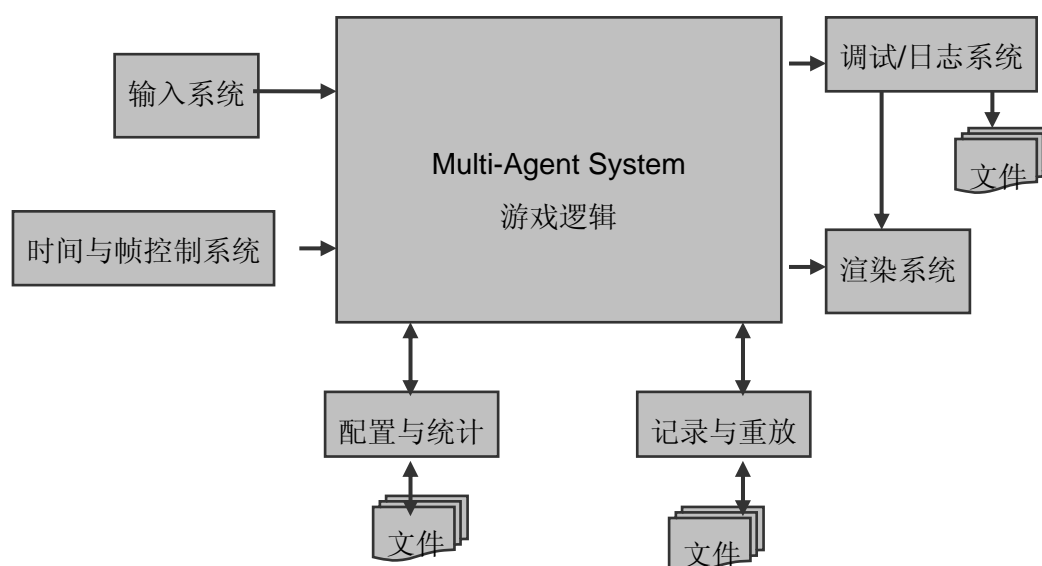 输入系统
调试/日志系统
文件
Multi-Agent System
游戏逻辑
时间与帧控制系统
渲染系统
配置与统计
记录与重放
文件
文件